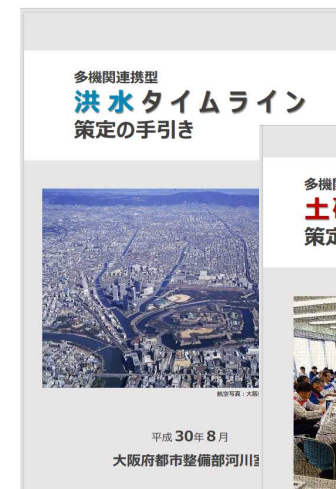 多機関連携型
洪水タイムライン
策定の手引き
航空写真:大阪
平成30年8月
大阪府都市整備部河川室
多機関
土
策定